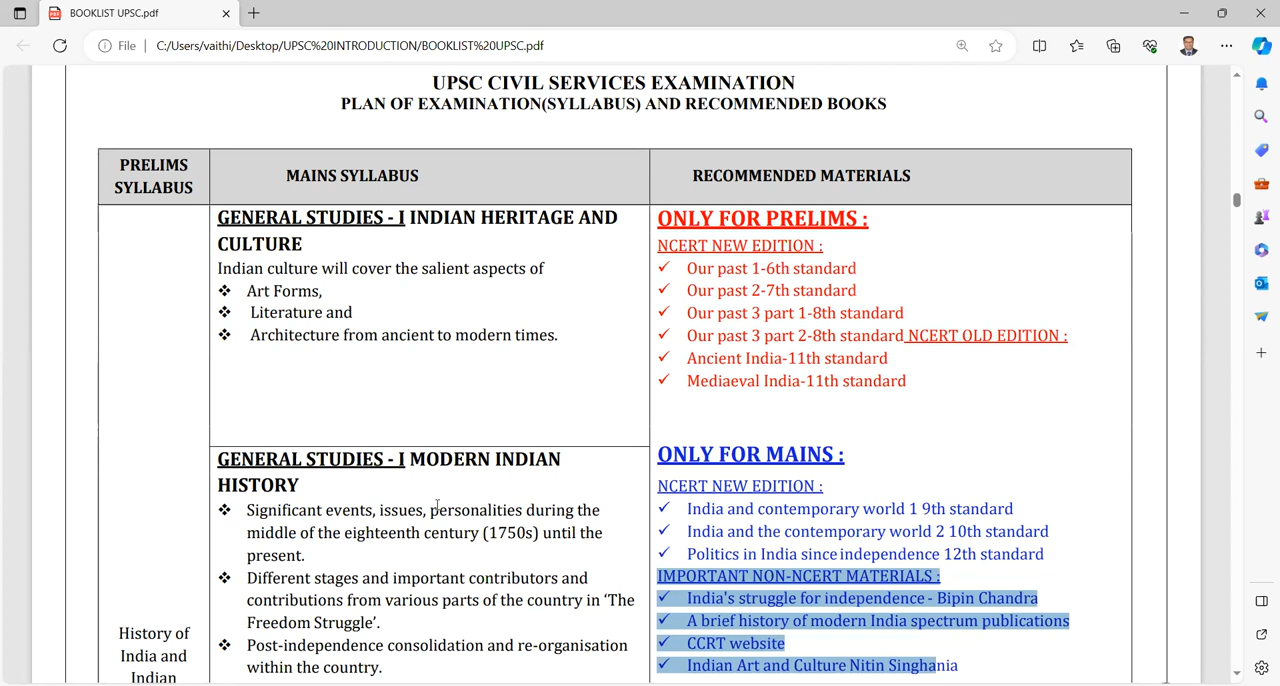 BOOKLIST UPSC.pdf
File
C:/Users/vaithi/Desktop/UPSC%20INTRODUCTION/BOOKLIST%20UPSC.pdf
UPSC CIVIL SERVICES EXAMINATION
PLAN OF EXAMINATION(SYLLABUS) AND RECOMMENDED BOOKS
PRELIMS
SYLLABUS
MAINS SYLLABUS
RECOMMENDED MATERIALS
GENERAL STUDIES - I INDIAN HERITAGE AND
CULTURE
Indian culture will cover the salient aspects of
❖ Art Forms,
❖ Literature and
❖ Architecture from ancient to modern times.
ONLY FOR PRELIMS :
NCERT NEW EDITION :
✓ Our past 1-6th standard
✓ Our past 2-7th standard
✓ Our past 3 part 1-8th standard
✓ Our past 3 part 2-8th standard NCERT OLD EDITION :
✓ Ancient India-11th standard
✓ Mediaeval India-11th standard
GENERAL STUDIES - I MODERN INDIAN
HISTORY
❖ Significant events, issues, personalities during the
middle of the eighteenth century (1750s) until the
present.
❖ Different stages and important contributors and
contributions from various parts of the country in ‘The
Freedom Struggle’.
❖ Post-independence consolidation and re-organisation
within the country.
ONLY FOR MAINS :
NCERT NEW EDITION :
✓ India and contemporary world 1 9th standard
✓ India and the contemporary world 2 10th standard
✓ Politics in India since independence 12th standard
IMPORTANT NON-NCERT MATERIALS :
✓ India's struggle for independence - Bipin Chandra
✓ A brief history of modern India spectrum publications
✓ CCRT website
✓ Indian Art and Culture Nitin Singhania
History of
India and
Indian